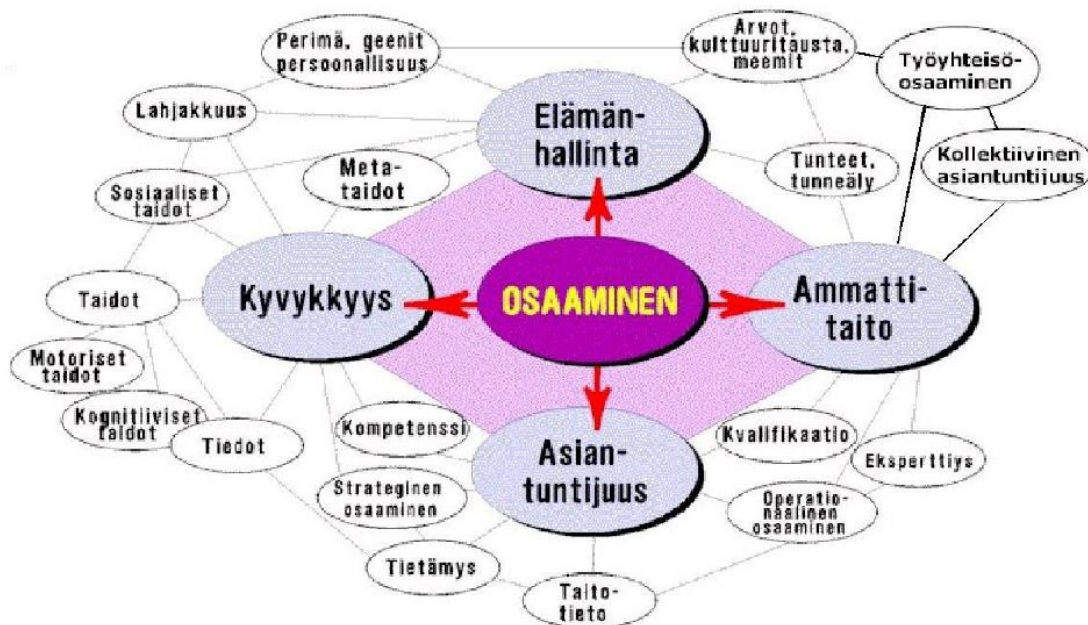 Perimä, geenit
persoonallisuus
Arvot,
kulttuuritausta,
meemit
Työyhteisö-
osaaminen
Lahjakkuus
Elämän-
hallinta
Meta-
taidot
Tunteet,
tunneäly
Kollektiivinen
asiantuntijuus
Sosiaaliset
taidot
Taidot
Kyvykkyys
OSAAMINEN
Ammatti-
taito
Motoriset
taidot
Kognitiiviset
taidot
Tiedot
Kompetenssi
Asian-
tuntijuus
Kvalifikaatio
Eksperttiys
Strateginen
osaaminen
Operatio-
naalinen
osaaminen
Tietämys
Taito-
tieto